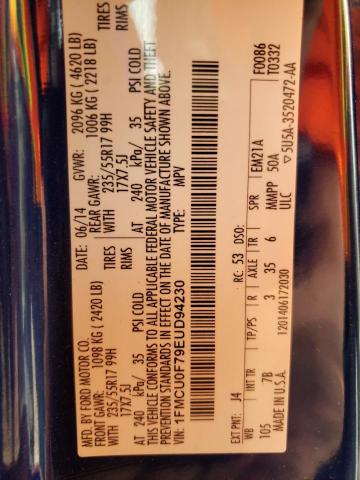 MFD. BY FORD MOTOR CO.
DATE: 06/14 GVWR: 2096 KG ( 4620 LB)
FRONT GAWR: 1098 KG ( 2420 LB) REAR GAWR: 1006 KG ( 2218 LB)
WITH 235/55R17 99H WITH 235/55R17 99H
17X7.5J 17X7.5J
AT 240 kPa/ 35 PSI COLD AT 240 kPa/ 35 PSI COLD
THIS VEHICLE CONFORMS TO ALL APPLICABLE FEDERAL MOTOR VEHICLE SAFETY AND THEFT
PREVENTION STANDARDS IN EFFECT ON THE DATE OF MANUFACTURE SHOWN ABOVE.
VIN: 1FMCU0F79EUD94230 TYPE: MPV
F0086
T0332
EXT PNT: J4 RC: 53 DSO:
WB BRK INT TR TP/PS R AXLE TR SPR EM21A
105 7B 3 35 6 MMPP 50A
MADE IN U.S.A. ULC
1201406172030 ▽5U5A-3520472-AA